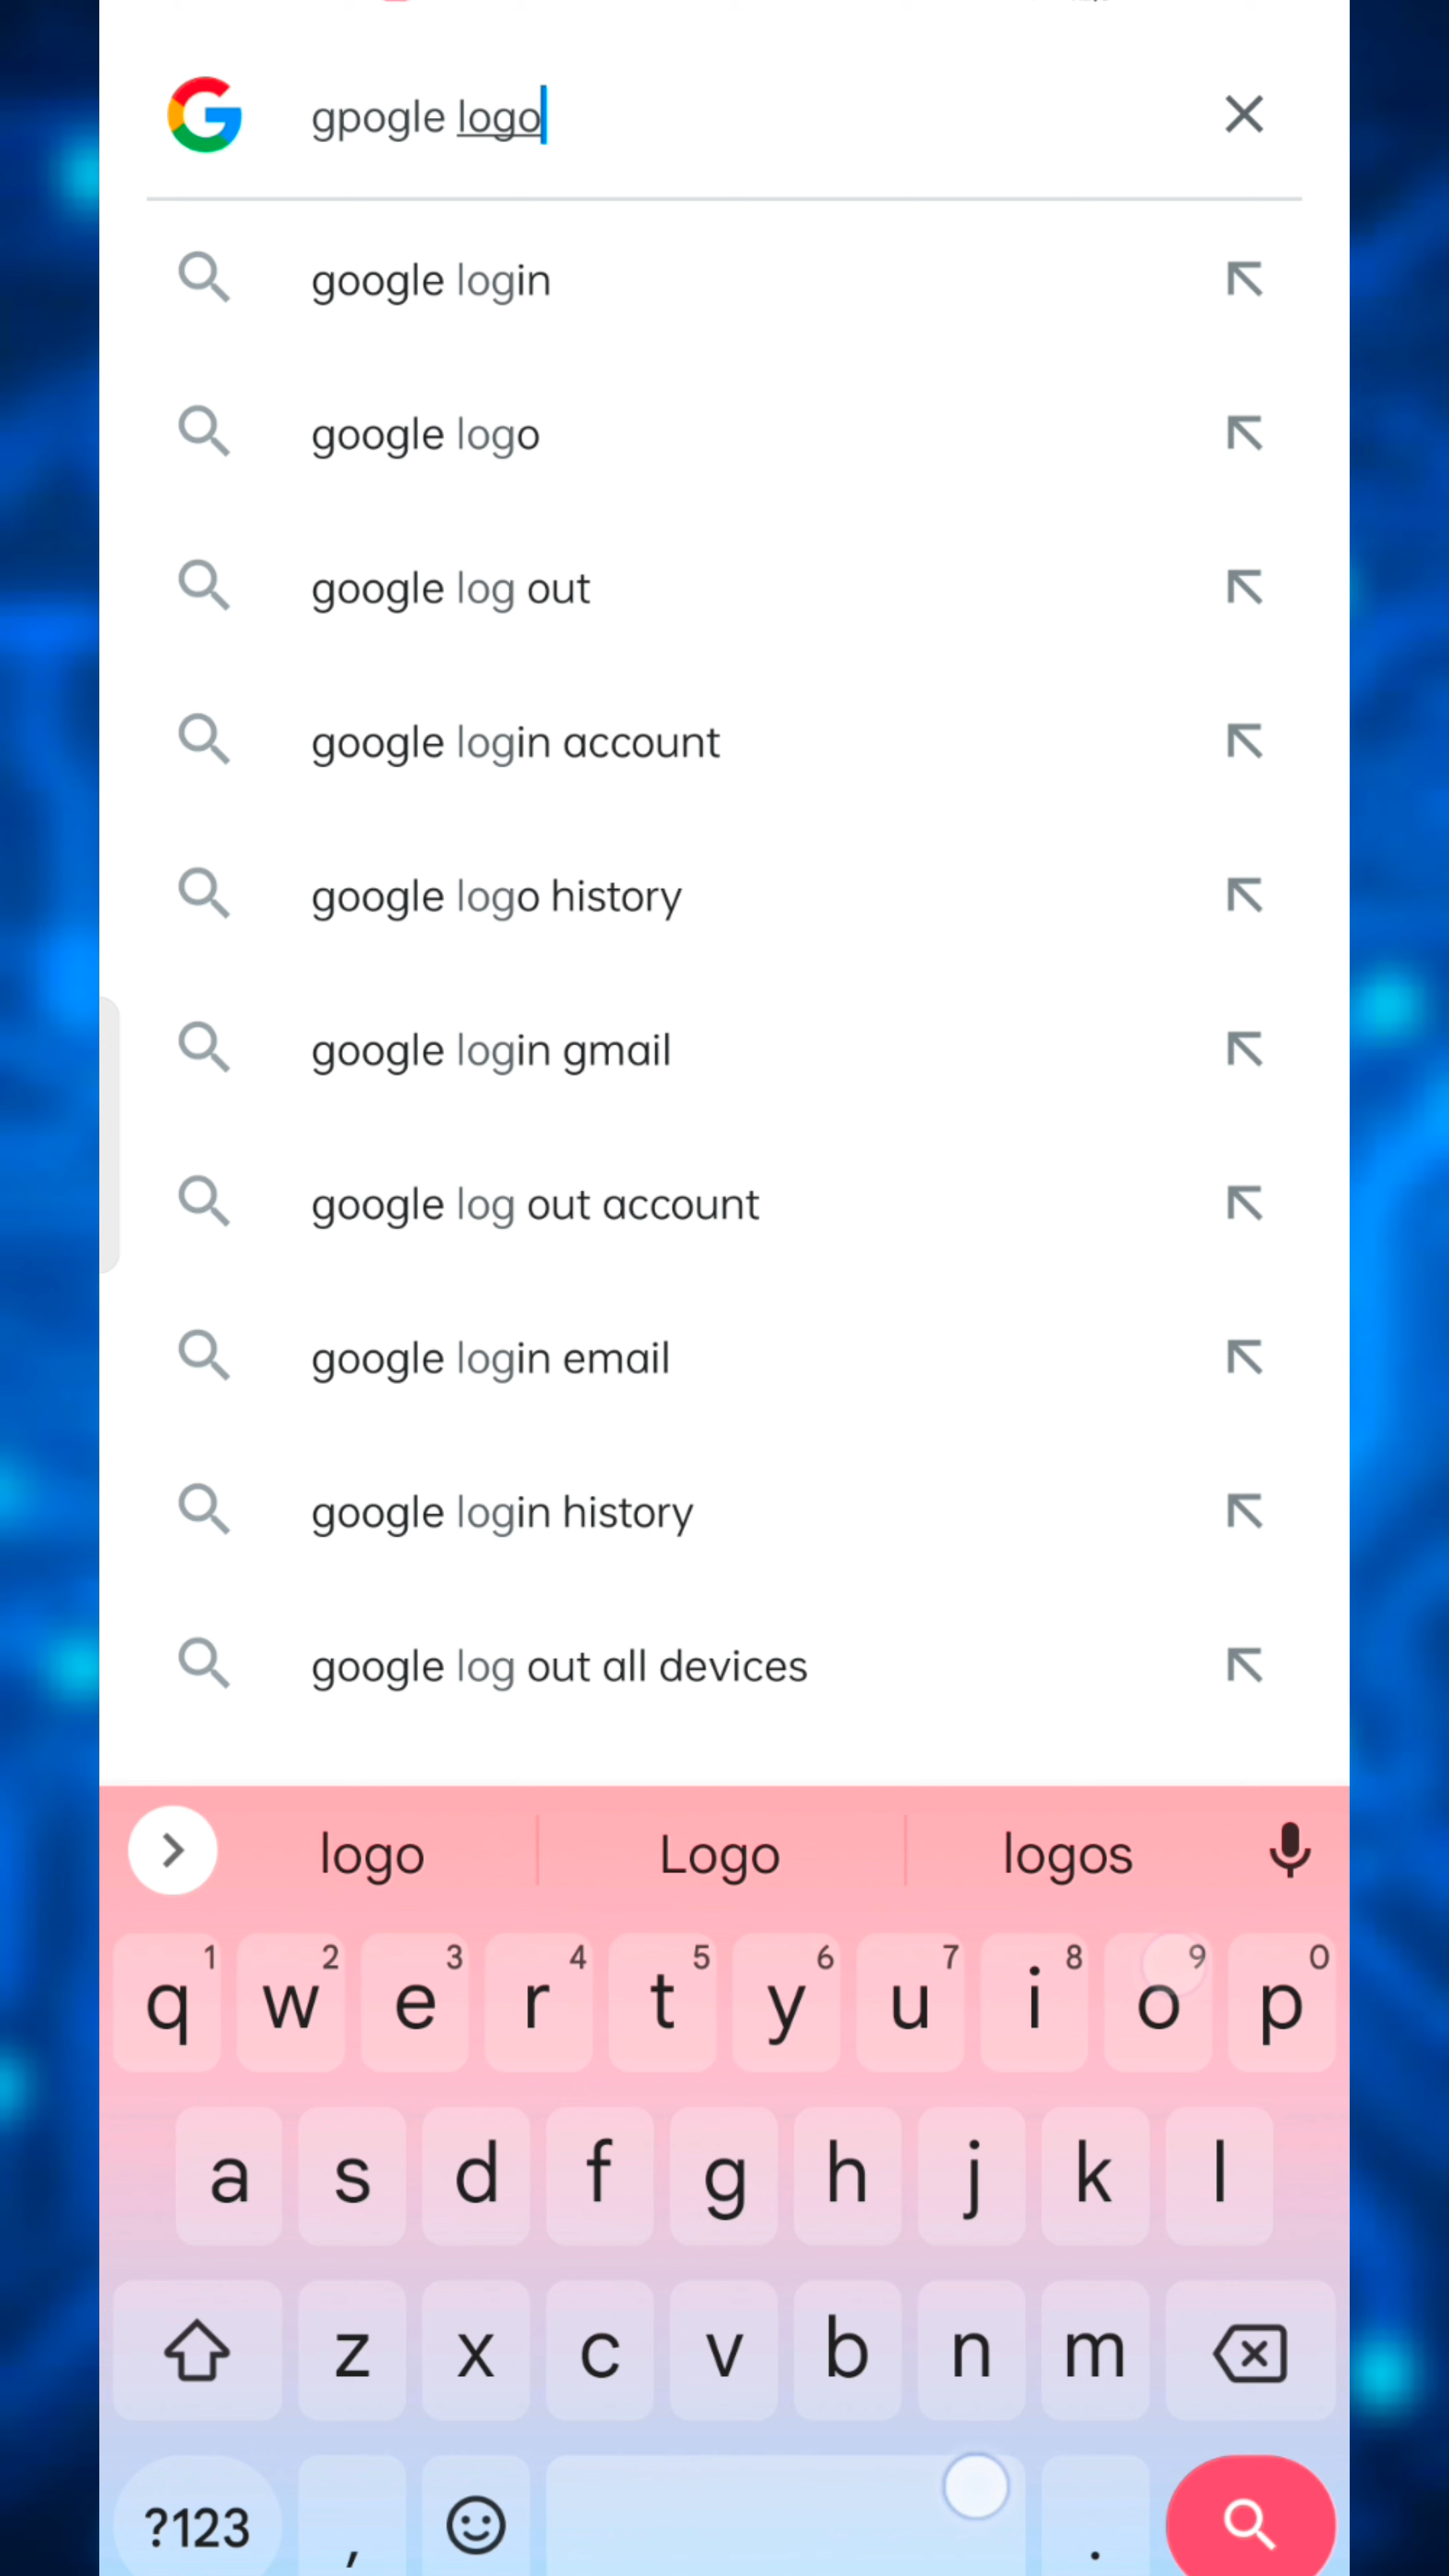 gpogle logo
google login
google logo
google log out
google login account
google logo history
google login gmail
google log out account
google login email
google login history
google log out all devices
logo Logo logos
1 2 3 4 5 6 7 8 9 0
q w e r t y u i o p
a s d f g h j k l
z x c v b n m
?123 , .